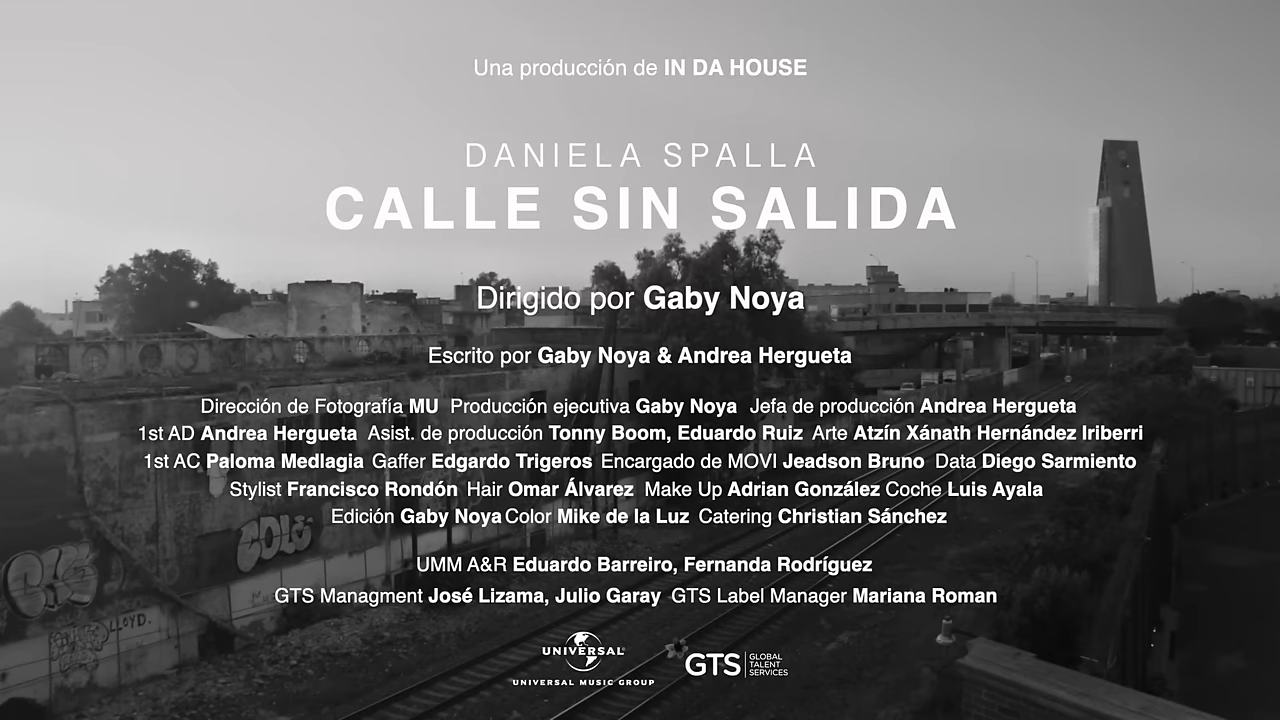 Una producción de IN DA HOUSE
DANIELA SPALLA
CALLE SIN SALIDA
Dirigido por Gaby Noya
Escrito por Gaby Noya & Andrea Hergueta
Dirección de Fotografía MU Producción ejecutiva Gaby Noya Jefa de producción Andrea Hergueta
1st AD Andrea Hergueta Asist. de producción Tonny Boom, Eduardo Ruiz Arte Atzín Xánath Hernández Iriberri
1st AC Paloma Medlagia Gaffer Edgardo Trigeros Encargado de MOVI Jeadson Bruno Data Diego Sarmiento
Stylist Francisco Rondón Hair Omar Álvarez Make Up Adrian González Coche Luis Ayala
Edición Gaby Noya Color Mike de la Luz Catering Christian Sánchez
UMM A&R Eduardo Barreiro, Fernanda Rodríguez
GTS Managment José Lizama, Julio Garay GTS Label Manager Mariana Roman
COLE
LLOYD.
UNIVERSAL
UNIVERSAL MUSIC GROUP
GTS GLOBAL
TALENT
SERVICES